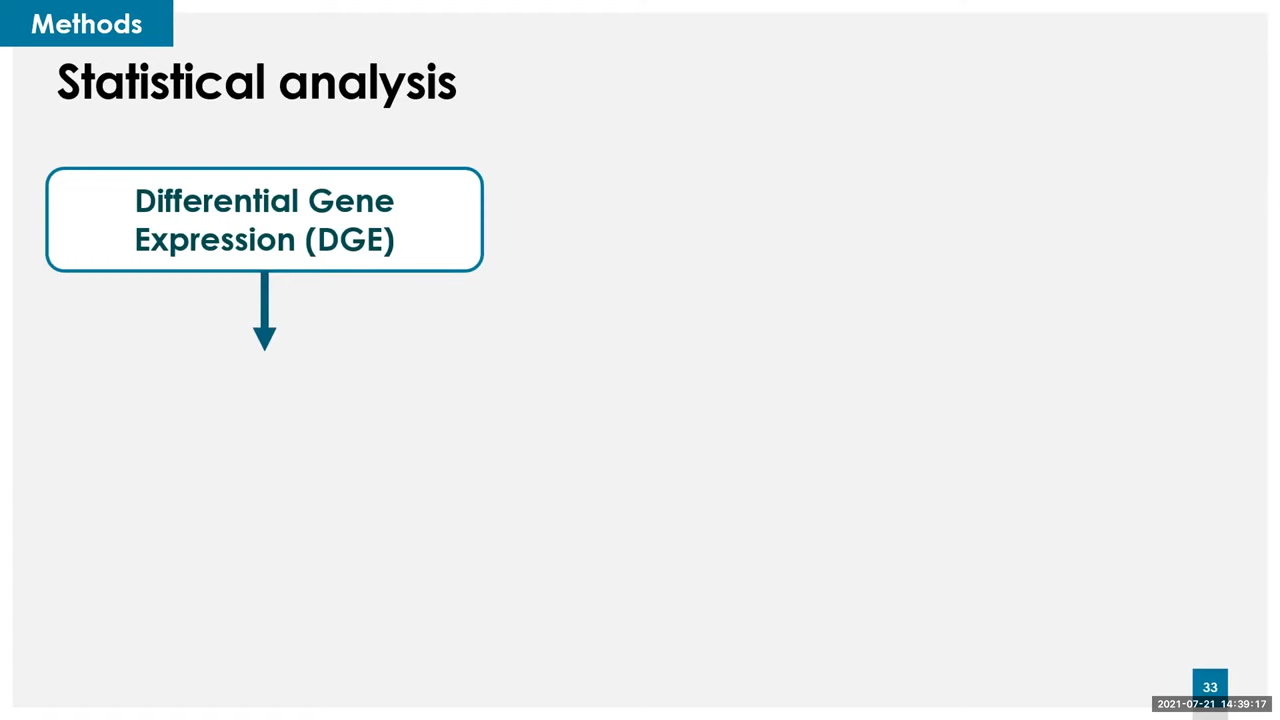 Methods
Statistical analysis
Differential Gene
Expression (DGE)
33
2021-07-21 14:39:17